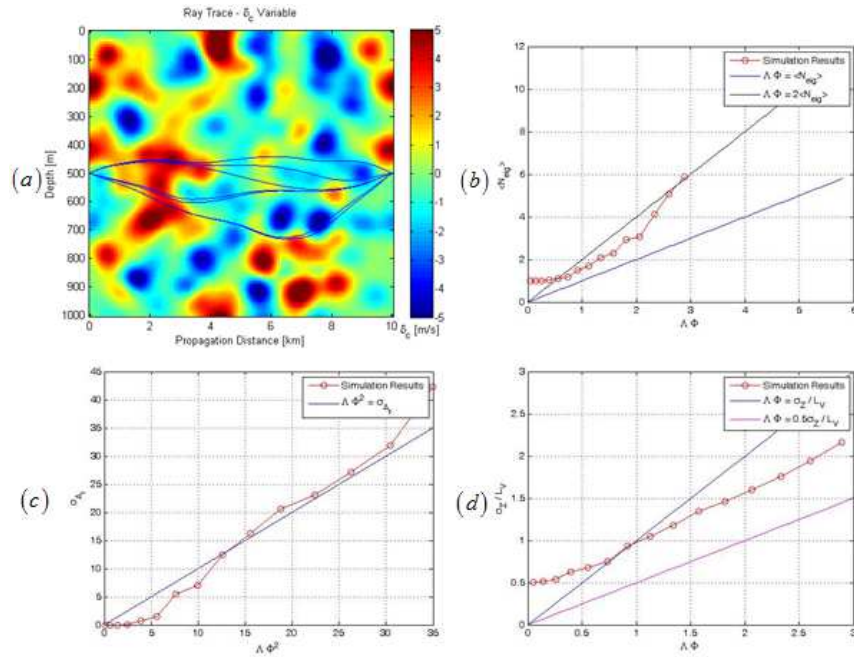 Ray Trace - δc Variable
0
100
200
300
400
500
600
700
800
900
1000
Depth [m]
0 2 4 6 8 10
Propagation Distance [km]
5
4
3
2
1
0
-1
-2
-3
-4
-5
δc [m/s]
(a)
12
10
8
6
4
2
0
<Neig>
0 1 2 3 4 5 6
Λ Φ
Simulation Results
Λ Φ = <Neig>
Λ Φ = 2<Neig>
(b)
45
40
35
30
25
20
15
10
5
0
0 5 10 15 20 25 30 35
Λ Φ²
Simulation Results
(c)
3
2.5
2
1.5
1
0.5
0
σZ / LV
0 0.5 1 1.5 2 2.5 3
Λ Φ
Simulation Results
Λ Φ = σZ / LV
Λ Φ = 0.5σZ / LV
(d)